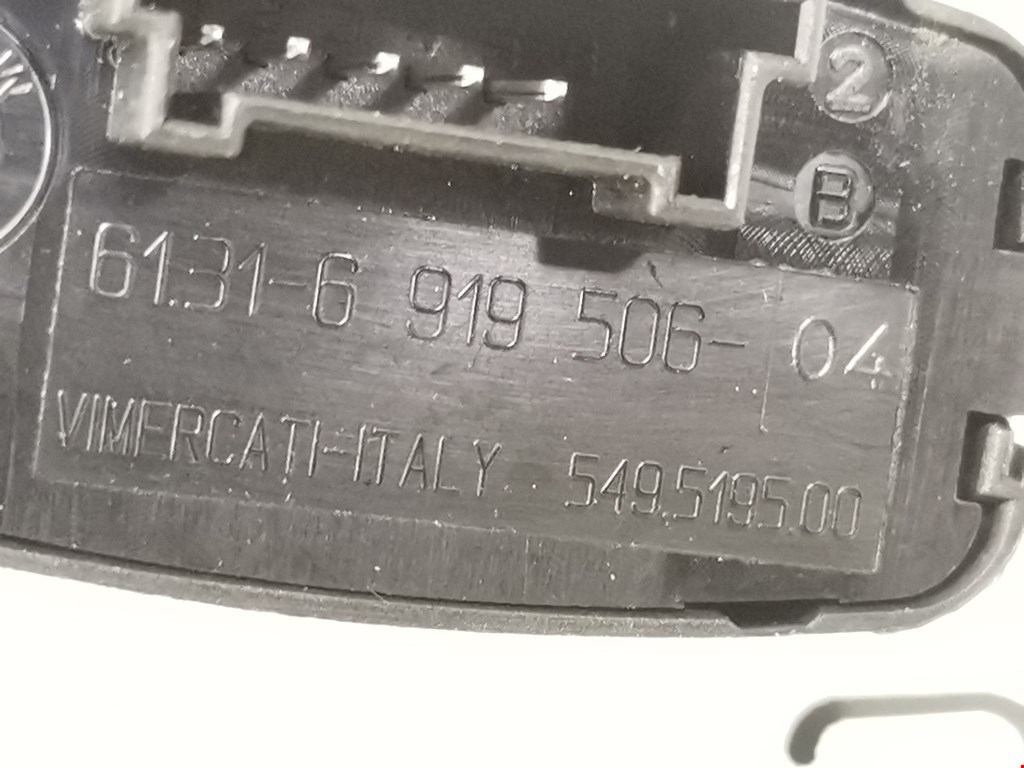 2
B
61.31-6 919 506- 04
VIMERCATI-ITALY 549.5195.00